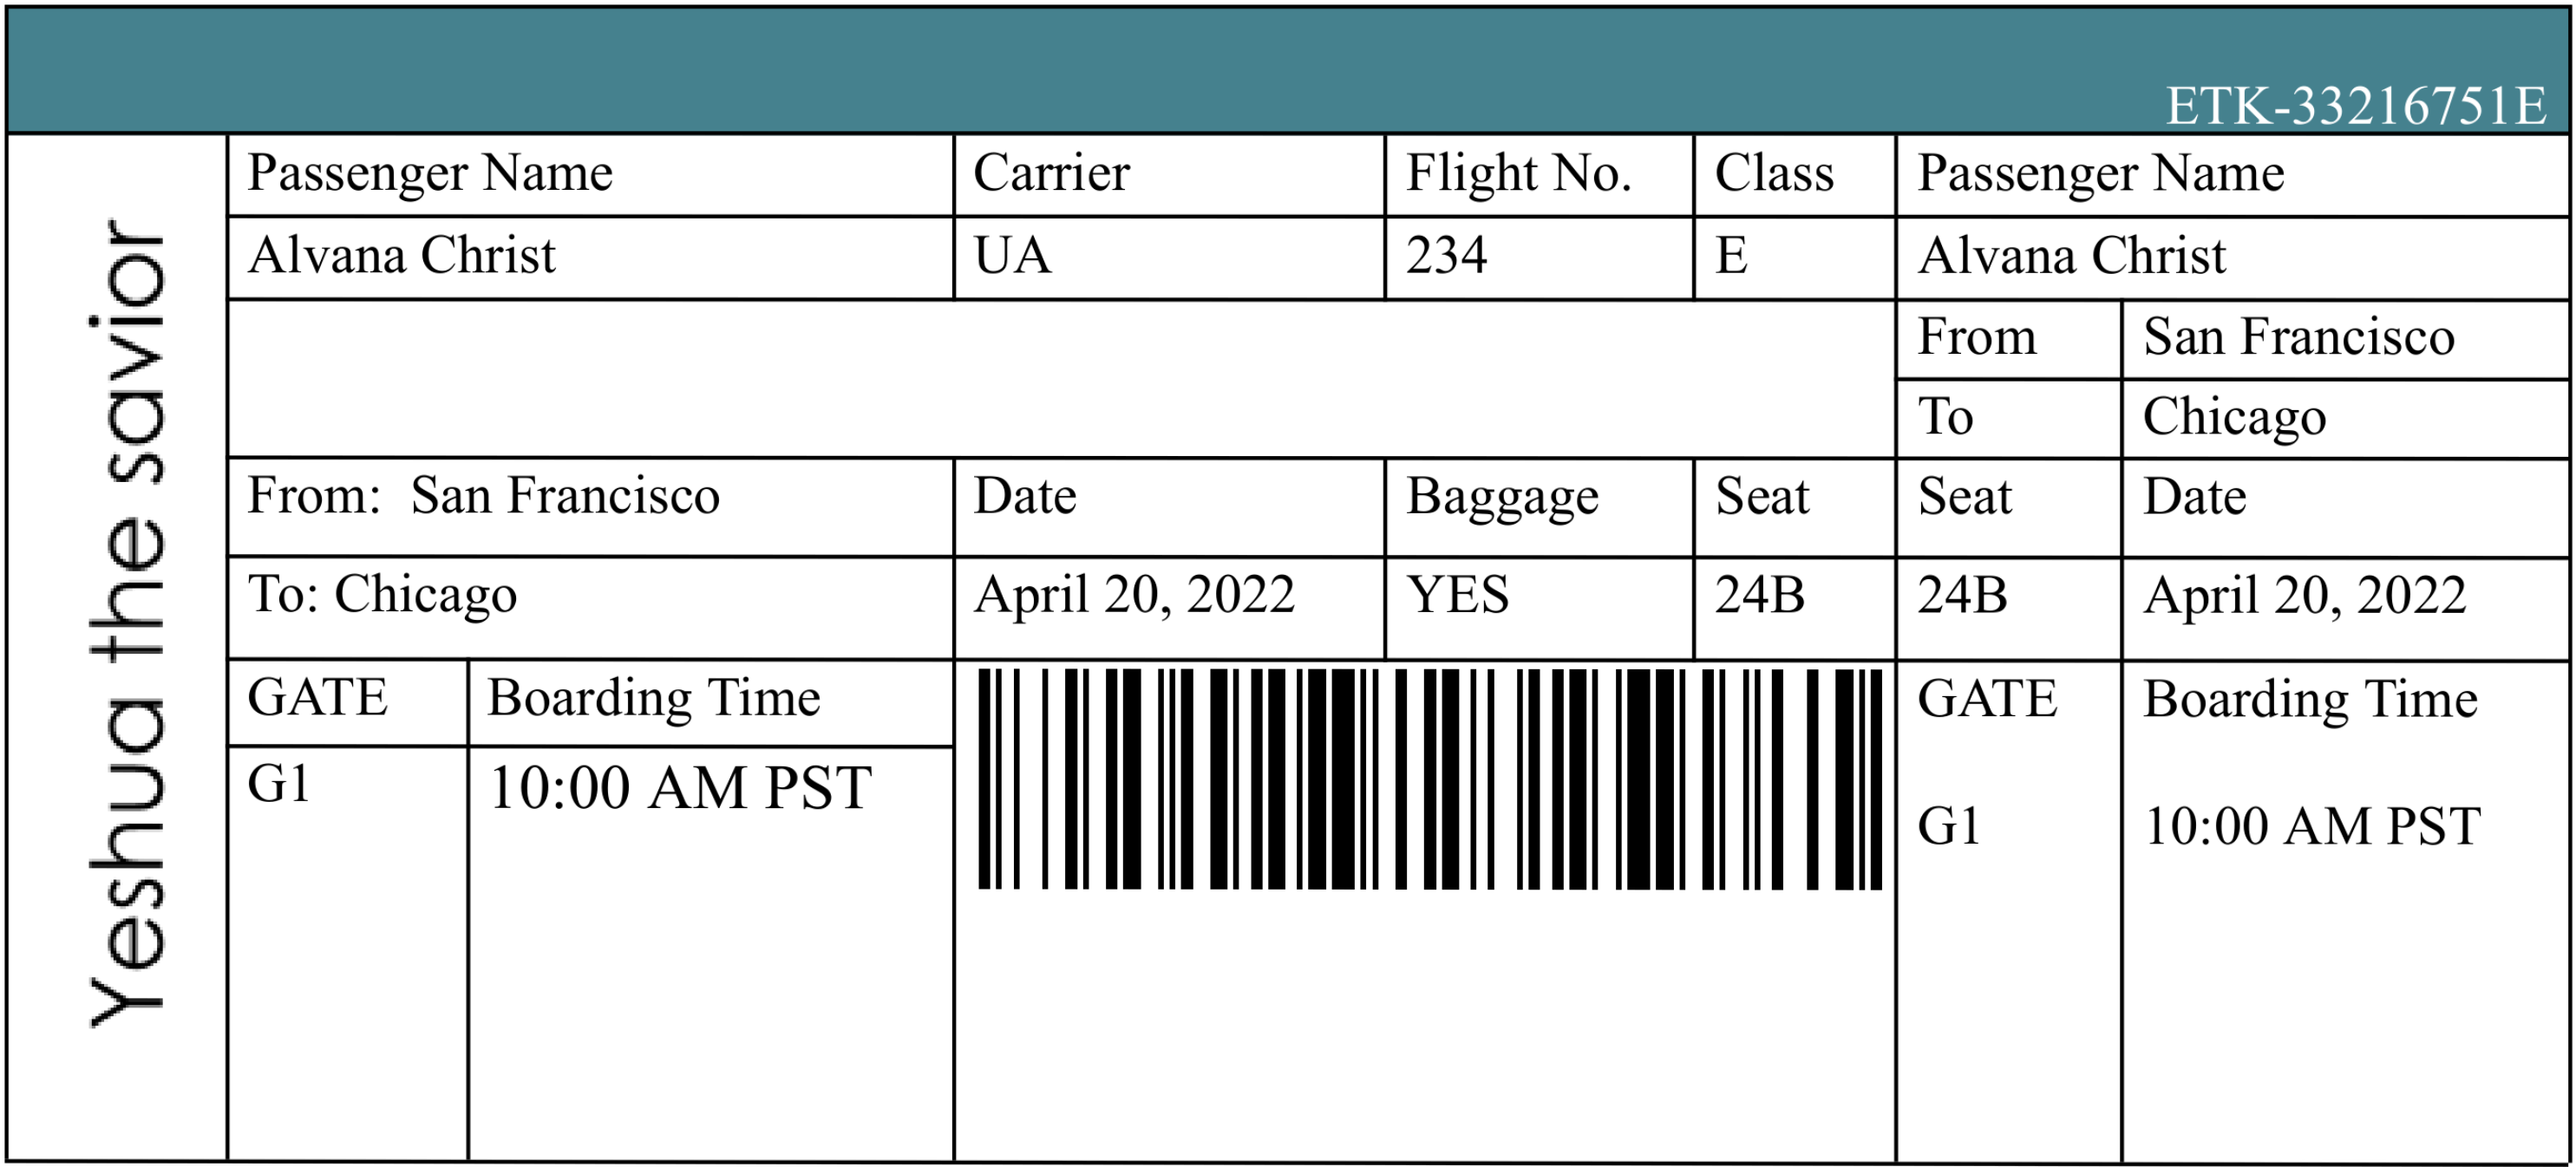 ETK-33216751E
Yeshua the savior
Passenger Name
Carrier
Flight No.
Class
Passenger Name
Alvana Christ
UA
234
E
Alvana Christ
From
San Francisco
To
Chicago
From:  San Francisco
Date
Baggage
Seat
Seat
Date
To: Chicago
April 20, 2022
YES
24B
24B
April 20, 2022
GATE
Boarding Time
GATE
Boarding Time
G1
10:00 AM PST
G1
10:00 AM PST